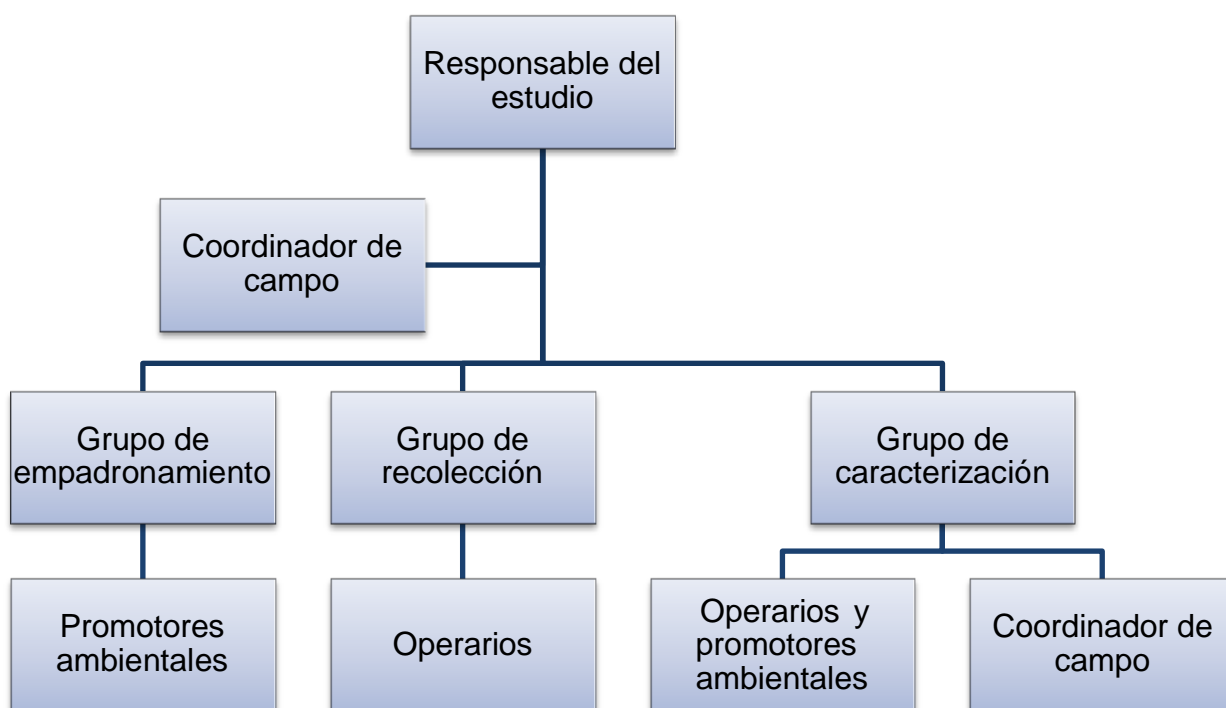 Responsable del
estudio
Coordinador de
campo
Grupo de
empadronamiento
Grupo de
recolección
Grupo de
caracterización
Promotores
ambientales
Operarios
Operarios y
promotores
ambientales
Coordinador de
campo